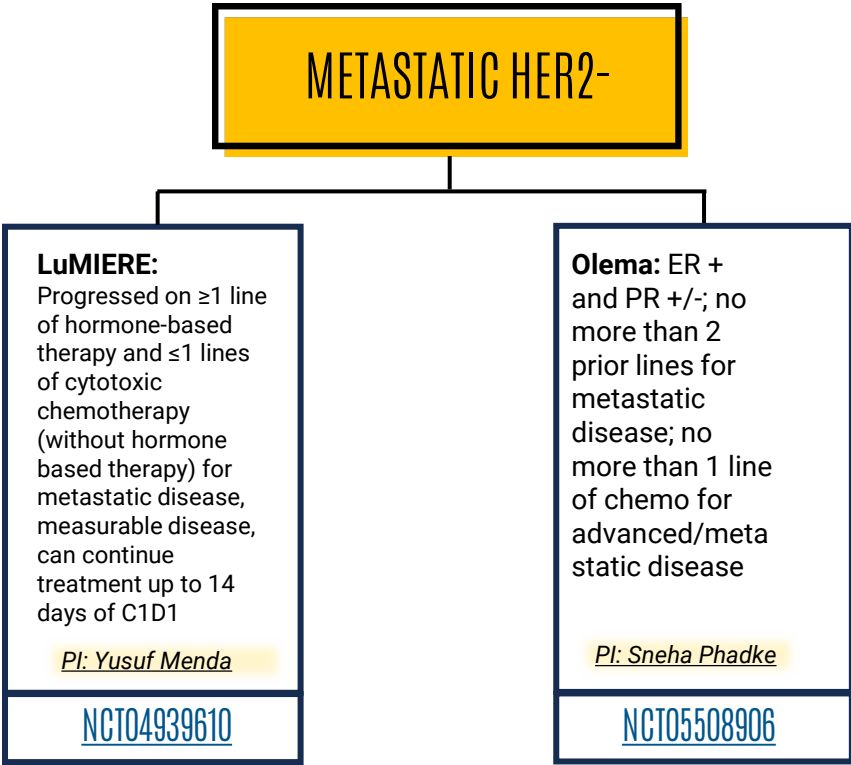 METASTATIC HER2-
LuMIERE:
Progressed on ≥1 line
of hormone-based
therapy and ≤1 lines
of cytotoxic
chemotherapy
(without hormone
based therapy) for
metastatic disease,
measurable disease,
can continue
treatment up to 14
days of C1D1
PI: Yusuf Menda
NCT04939610
Olema: ER +
and PR +/-; no
more than 2
prior lines for
metastatic
disease; no
more than 1 line
of chemo for
advanced/meta
static disease
PI: Sneha Phadke
NCT05508906